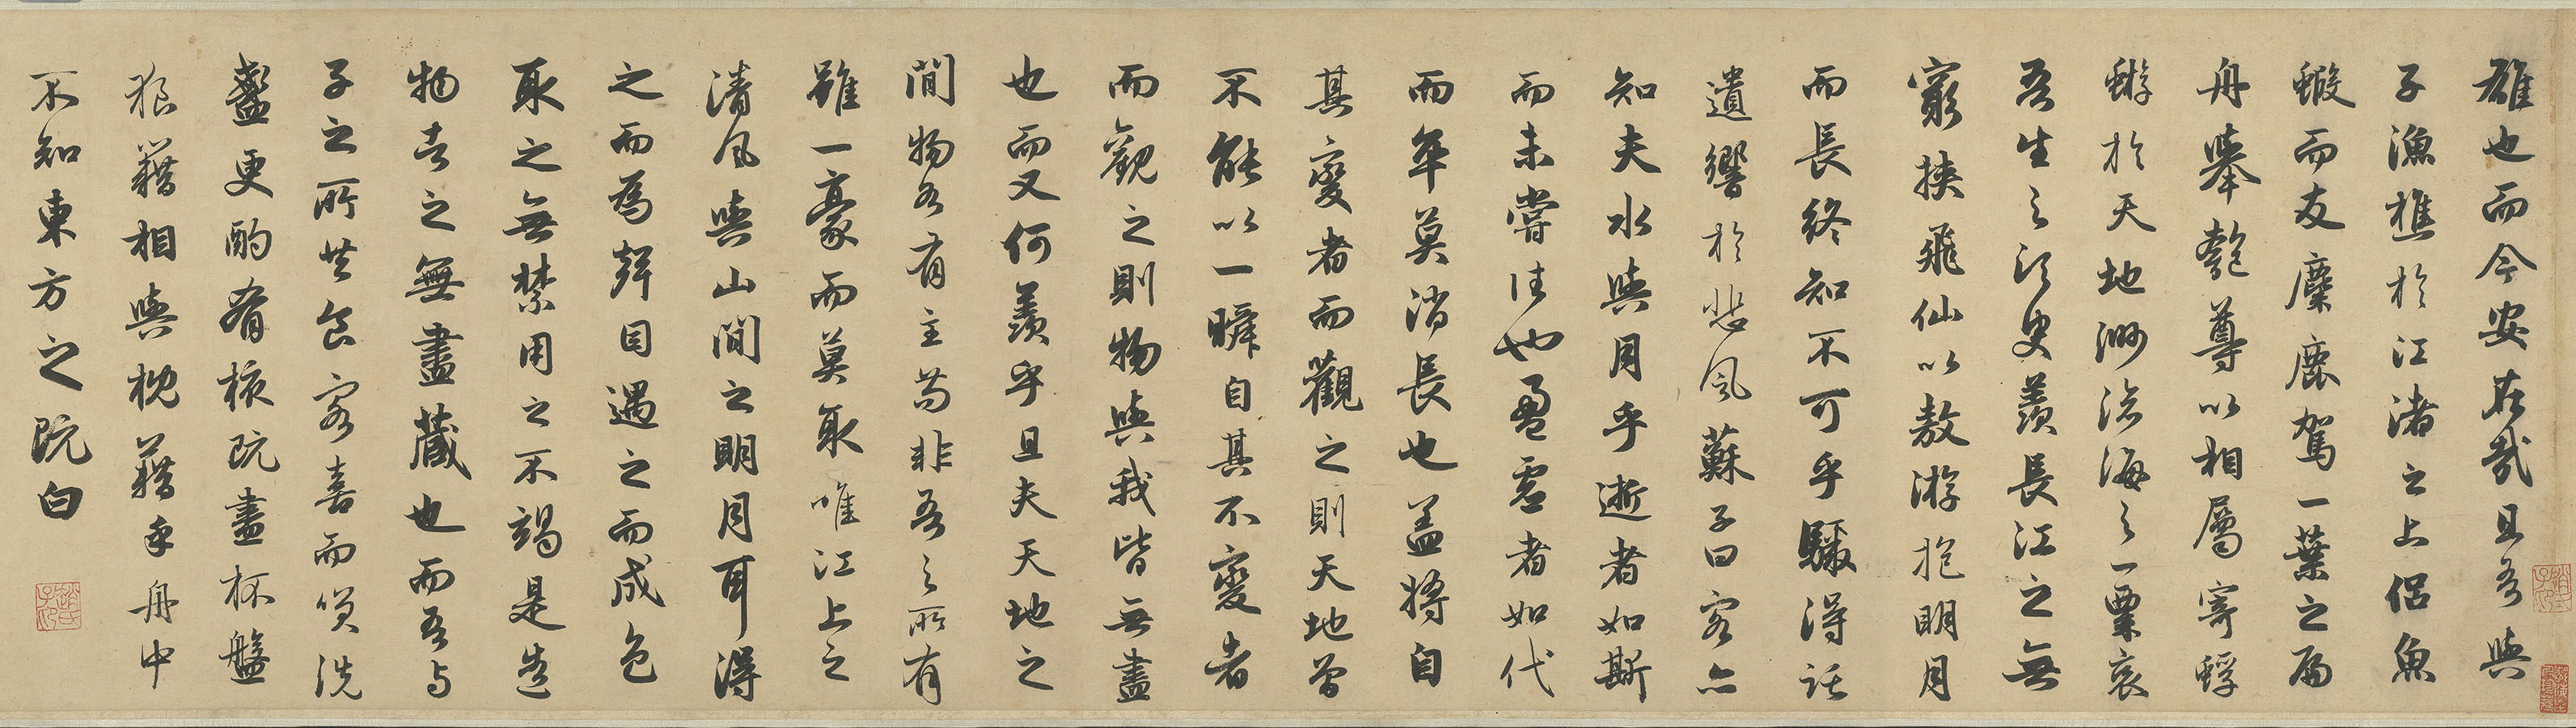 雄也而今安在哉且吾與
子漁樵於江渚之上侶魚
蝦而友麋鹿駕一葉之扁
舟舉匏尊以相屬寄蜉
蝣於天地渺滄海之一粟哀
吾生之須臾羨長江之無
窮挾飛仙以敖游抱明月
而長終知不可乎驟得託
遺響於悲風蘇子曰客亦
知夫水與月乎逝者如斯
而未嘗往也盈虛者如代
而卒莫消長也蓋將自
其變者而觀之則天地曾
不能以一瞬自其不變者
而觀之則物與我皆無盡
也而又何羨乎且夫天地之
間物各有主苟非吾之所有
雖一豪而莫取唯江上之
清風與山間之明月耳得
之而為聲目遇之而成色
取之無禁用之不竭是造
物者之無盡藏也而吾与
子之所共食客喜而笑洗
盞更酌肴核既盡杯盤
狼藉相與枕藉乎舟中
不知東方之既白
趙氏子昂